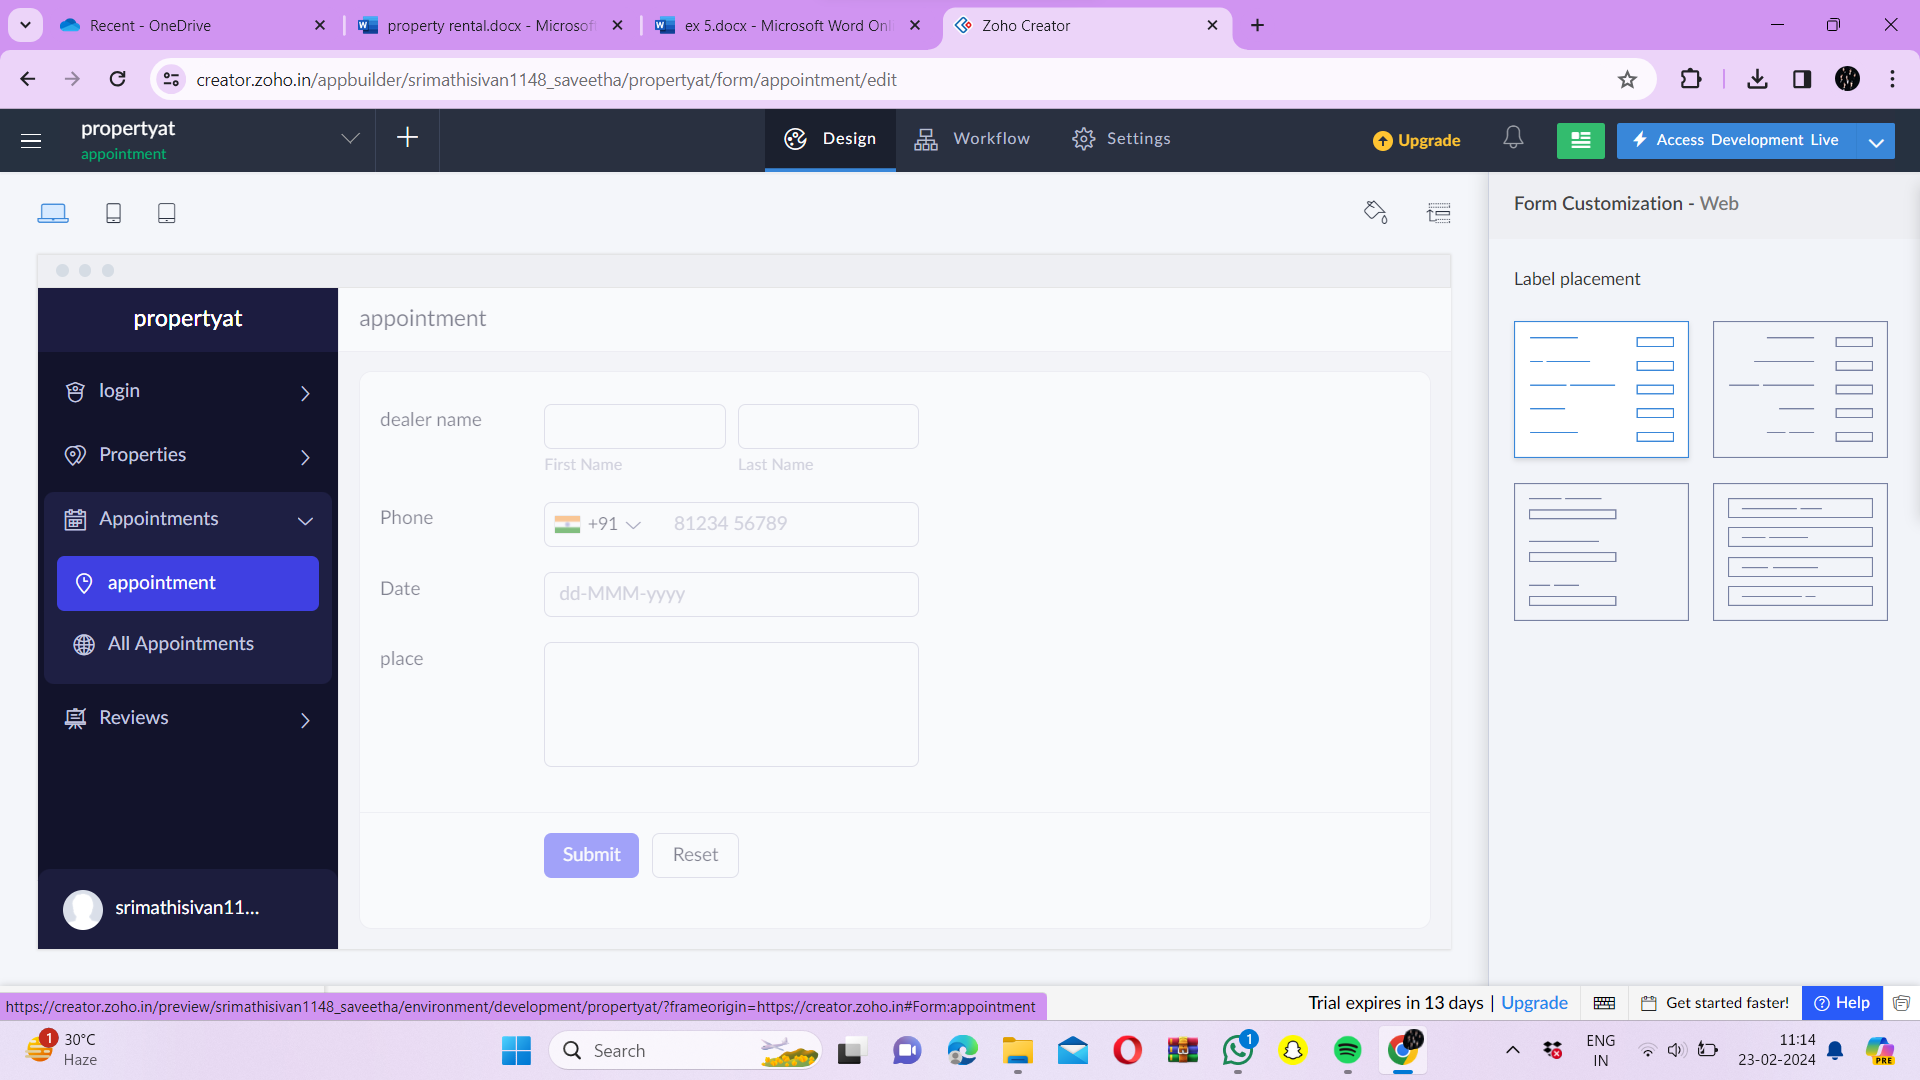 Recent - OneDrive
property rental.docx - Microsof
ex 5.docx - Microsoft Word Onli
Zoho Creator
creator.zoho.in/appbuilder/srimathisivan1148_saveetha/propertyat/form/appointment/edit
propertyat
appointment
Design
Workflow
Settings
Upgrade
Access Development Live
Form Customization - Web
Label placement
propertyat
appointment
login
Properties
Appointments
appointment
All Appointments
Reviews
srimathisivan11...
dealer name
First Name
Last Name
Phone
+91
81234 56789
Date
dd-MMM-yyyy
place
Submit
Reset
https://creator.zoho.in/preview/srimathisivan1148_saveetha/environment/development/propertyat/?frameorigin=https://creator.zoho.in#Form:appointment
Trial expires in 13 days | Upgrade
Get started faster!
Help
1
30°C
Haze
Search
1
PRE
ENG
IN
11:14
23-02-2024